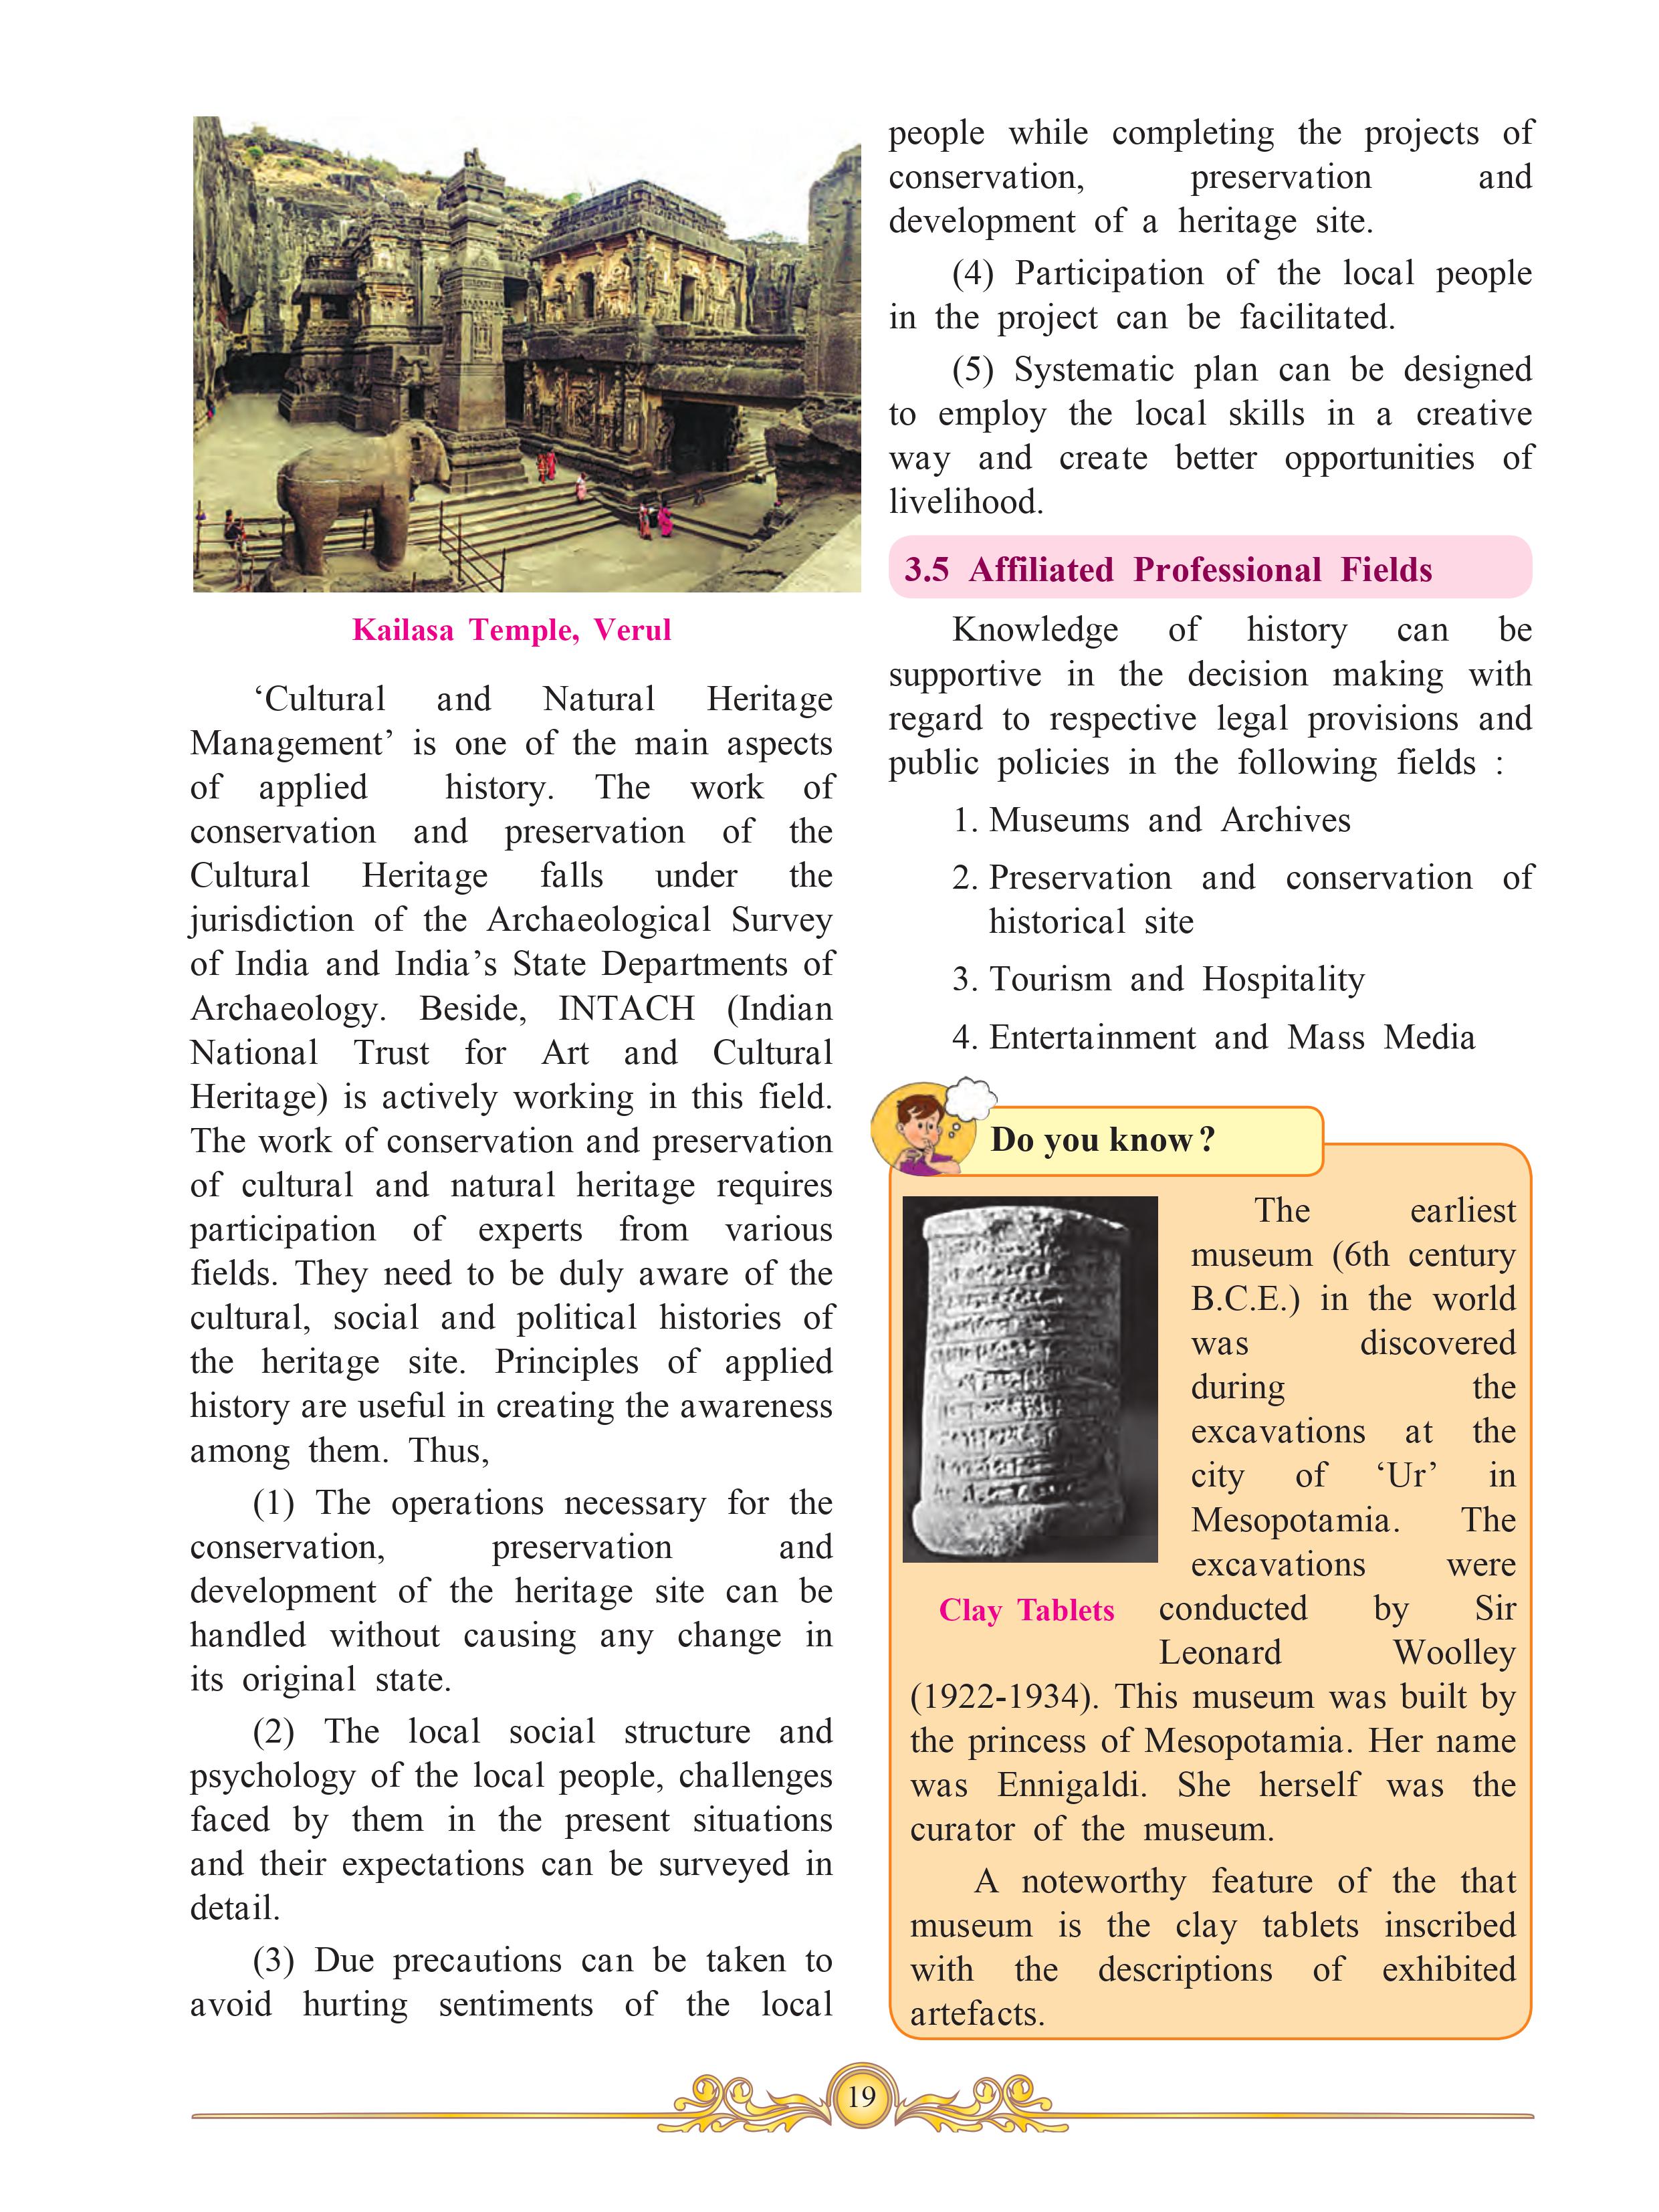 Kailasa Temple, Verul
‘Cultural and Natural Heritage
Management’ is one of the main aspects
of applied history. The work of
conservation and preservation of the
Cultural Heritage falls under the
jurisdiction of the Archaeological Survey
of India and India’s State Departments of
Archaeology. Beside, INTACH (Indian
National Trust for Art and Cultural
Heritage) is actively working in this field.
The work of conservation and preservation
of cultural and natural heritage requires
participation of experts from various
fields. They need to be duly aware of the
cultural, social and political histories of
the heritage site. Principles of applied
history are useful in creating the awareness
among them. Thus,
(1) The operations necessary for the
conservation, preservation and
development of the heritage site can be
handled without causing any change in
its original state.
(2) The local social structure and
psychology of the local people, challenges
faced by them in the present situations
and their expectations can be surveyed in
detail.
(3) Due precautions can be taken to
avoid hurting sentiments of the local
people while completing the projects of
conservation, preservation and
development of a heritage site.
(4) Participation of the local people
in the project can be facilitated.
(5) Systematic plan can be designed
to employ the local skills in a creative
way and create better opportunities of
livelihood.
3.5 Affiliated Professional Fields
Knowledge of history can be
supportive in the decision making with
regard to respective legal provisions and
public policies in the following fields :
1. Museums and Archives
2. Preservation and conservation of
historical site
3. Tourism and Hospitality
4. Entertainment and Mass Media
Do you know?
The earliest
museum (6th century
B.C.E.) in the world
was discovered
during the
excavations at the
city of ‘Ur’ in
Mesopotamia. The
excavations were
Clay Tablets
conducted by Sir
Leonard Woolley
(1922-1934). This museum was built by
the princess of Mesopotamia. Her name
was Ennigaldi. She herself was the
curator of the museum.
A noteworthy feature of the that
museum is the clay tablets inscribed
with the descriptions of exhibited
artefacts.
19